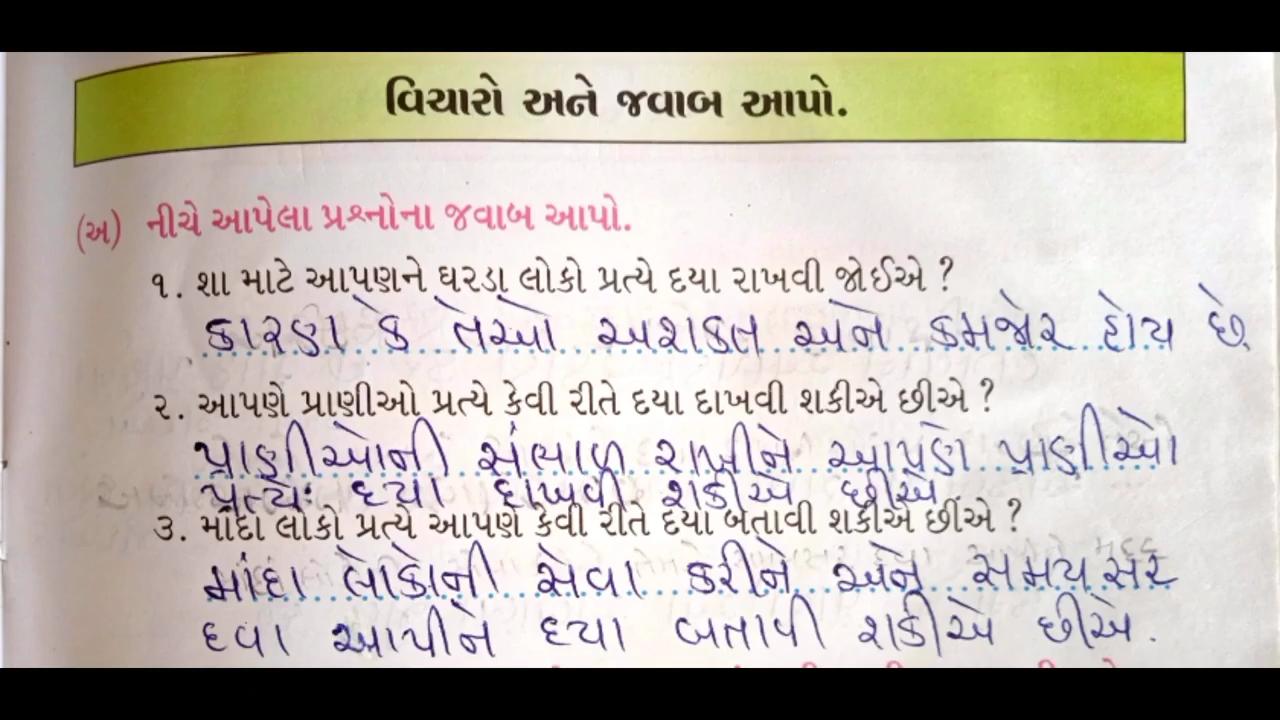 વિચારો અને જવાબ આપો.
(અ) નીચે આપેલા પ્રશ્નોના જવાબ આપો.
૧. શા માટે આપણને ઘરડા લોકો પ્રત્યે દયા રાખવી જોઈએ ?
કારણ કે તેઓ અશકત અને કમજોર હોય છે
૨. આપણે પ્રાણીઓ પ્રત્યે કેવી રીતે દયા દાખવી શકીએ છીએ ?
પ્રાણીઓની સંભાળ રાખીને આપણે પ્રાણીઓ
પ્રત્યેઃ દયા દાખવી શકીએ છીએ
૩. માંદા લોકો પ્રત્યે આપણે કેવી રીતે દયા બતાવી શકીએ છીએ ?
માંદા લોકોની સેવા કરીને અને સમયસર
દવા આપીને દયા બતાવી શકીએ છીએ.